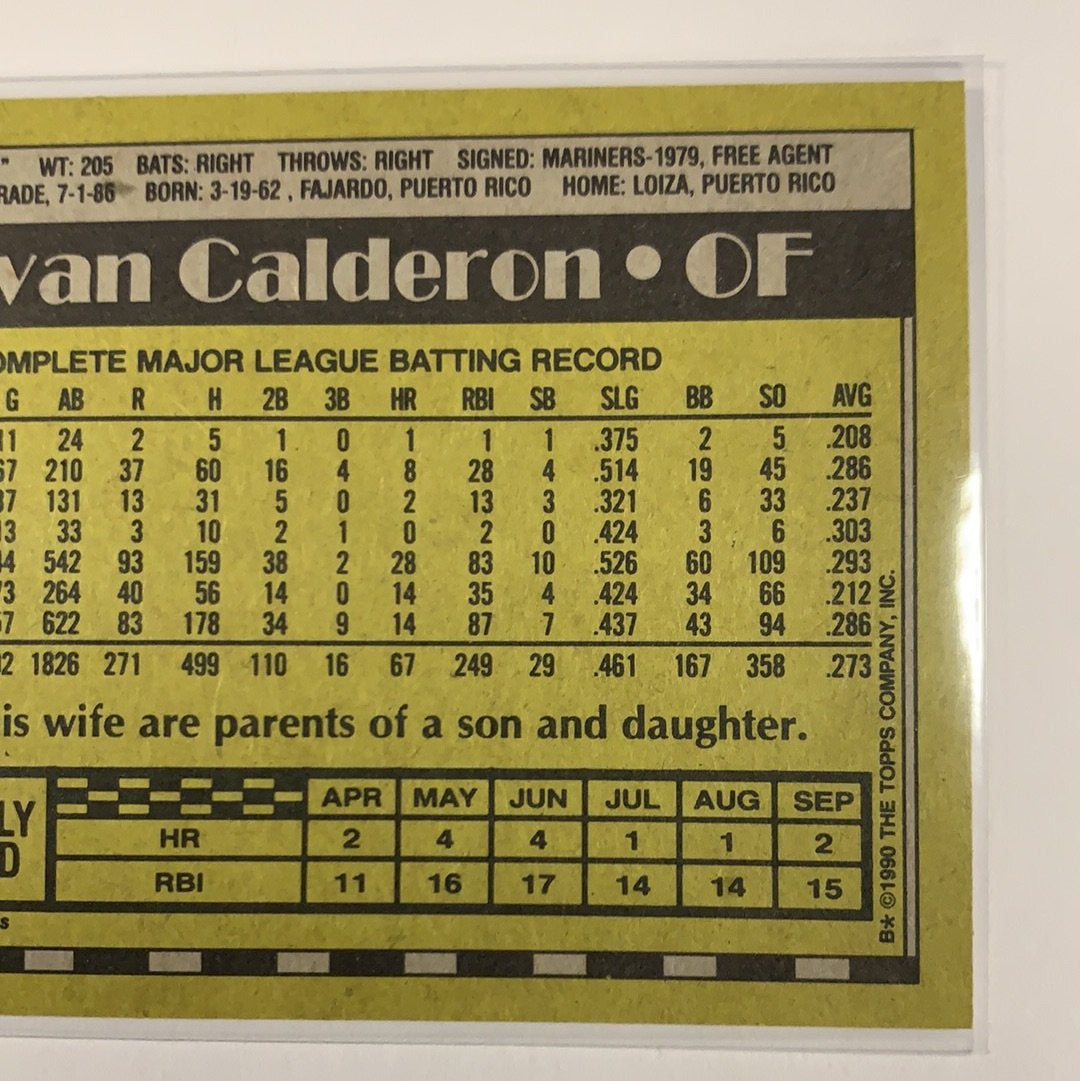 " WT: 205 BATS: RIGHT THROWS: RIGHT SIGNED: MARINERS-1979, FREE AGENT
RADE, 7-1-86 BORN: 3-19-62 , FAJARDO, PUERTO RICO HOME: LOIZA, PUERTO RICO
van Calderon • OF
OMPLETE MAJOR LEAGUE BATTING RECORD
G AB R H 2B 3B HR RBI SB SLG BB SO AVG
11 24 2 5 1 0 1 1 1 .375 2 5 .208
67 210 37 60 16 4 8 28 4 .514 19 45 .286
37 131 13 31 5 0 2 13 3 .321 6 33 .237
13 33 3 10 2 1 0 2 0 .424 3 6 .303
44 542 93 159 38 2 28 83 10 .526 60 109 .293
73 264 40 56 14 0 14 35 4 .424 34 66 .212
57 622 83 178 34 9 14 87 7 .437 43 94 .286
02 1826 271 499 110 16 67 249 29 .461 167 358 .273
is wife are parents of a son and daughter.
LY
D
APR MAY JUN JUL AUG SEP
HR 2 4 4 1 1 2
RBI 11 16 17 14 14 15
s
B* ©1990 THE TOPPS COMPANY, INC.